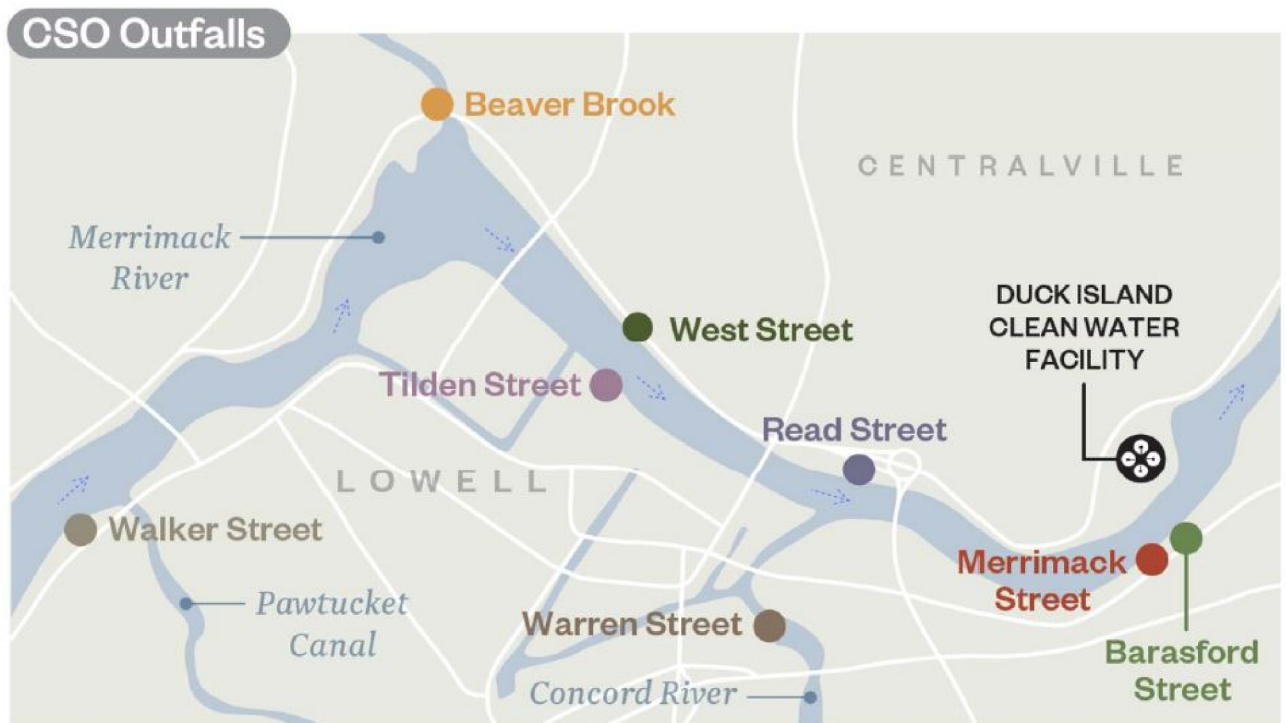 CSO Outfalls
Beaver Brook
CENTRALVILLE
Merrimack
River
DUCK ISLAND
CLEAN WATER
FACILITY
West Street
Tilden Street
Read Street
LOWELL
Walker Street
Merrimack
Street
Pawtucket
Canal
Warren Street
Barasford
Street
Concord River